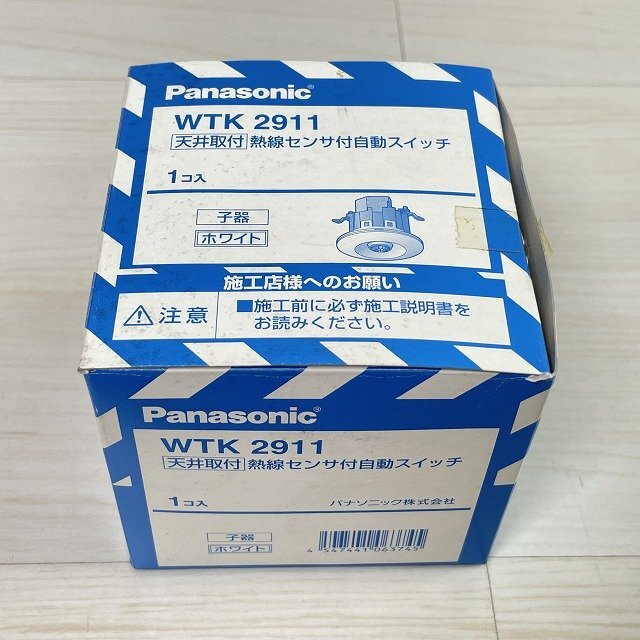 Panasonic®
WTK 2911
天井取付 熱線センサ付自動スイッチ
1コ入
子器
ホワイト
施工店様へのお願い
⚠注意
■施工前に必ず施工説明書を
お読みください。
Panasonic®
WTK 2911
天井取付 熱線センサ付自動スイッチ
1コ入
パナソニック株式会社
子器
ホワイト
4 547441 063745